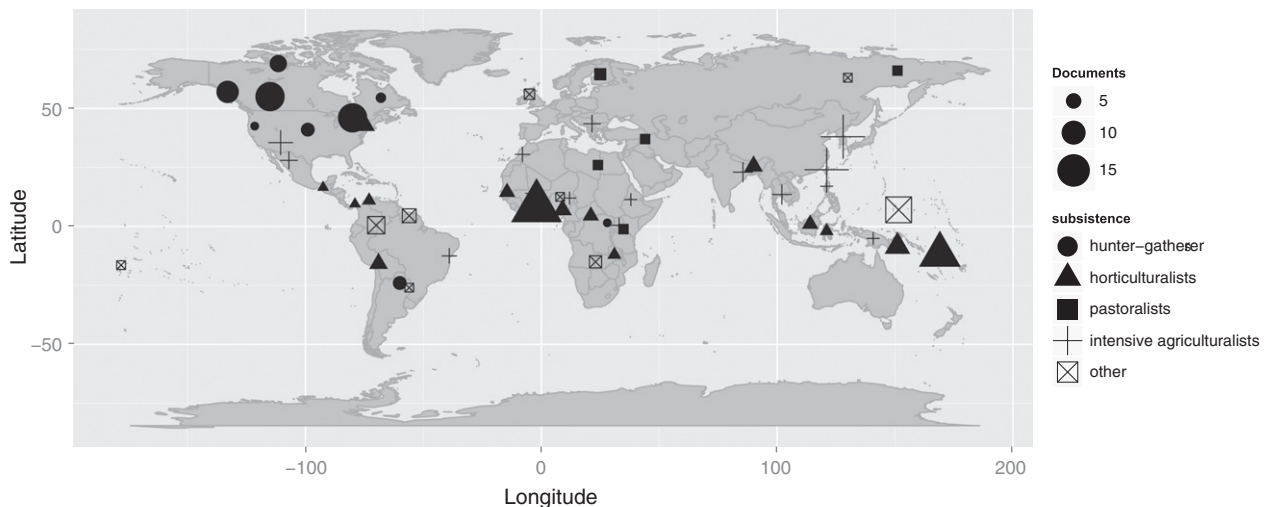 Latitude
50
0
−50
−100
0
100
200
Longitude
Documents
5
10
15
subsistence
hunter−gatherer
horticulturalists
pastoralists
intensive agriculturalists
other